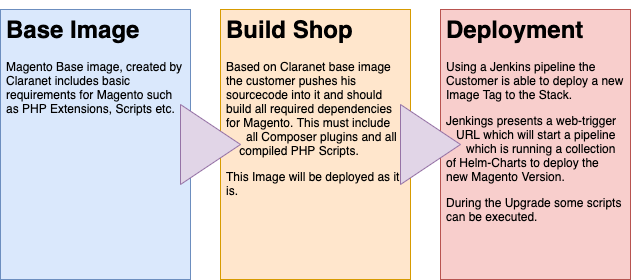 Base Image
Magento Base image, created by
Claranet includes basic
requirements for Magento such
as PHP Extensions, Scripts etc.
Build Shop
Based on Claranet base image
the customer pushes his
sourcecode into it and should
build all required dependencies
for Magento. This must include
all Composer plugins and all
compiled PHP Scripts.
This Image will be deployed as it
is.
Deployment
Using a Jenkins pipeline the
Customer is able to deploy a new
Image Tag to the Stack.
Jenkings presents a web-trigger
URL which will start a pipeline
which is running a collection
of Helm-Charts to deploy the
new Magento Version.
During the Upgrade some scripts
can be executed.